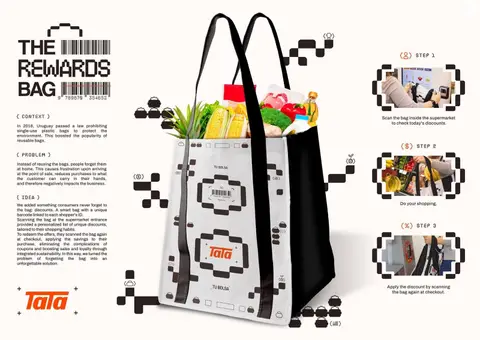 THE
REWARDS
BAG
( CONTEXT )
In 2018, Uruguay passed a law prohibiting
single-use plastic bags to protect the
environment. This boosted the popularity of
reusable bags.
( PROBLEM )
Instead of reusing the bags, people forget them
at home. This causes frustration upon arriving
at the point of sale, reduces purchases to what
the customer can carry in their hands,
and therefore negatively impacts the business.
( IDEA )
We added something consumers never forget to
the bag: discounts. A smart bag with a unique
barcode linked to each shopper's ID.
Scanning the bag at the supermarket entrance
provided a personalized list of unique discounts,
tailored to their shopping habits.
To redeem the offers, they scanned the bag again
at checkout, applying the savings to their
purchase, eliminating the complications of
coupons and boosting sales and loyalty through
integrated sustainability. In this way, we turned the
problem of forgetting the bag into an
unforgettable solution.
TaTa
TU BOLSA
TaTa
TU BOLSA
STEP 1
Scan the bag inside the supermarket
to check today's discounts.
($) STEP 2
Do your shopping.
(%) STEP 3
Apply the discount by scanning
the bag again at checkout.